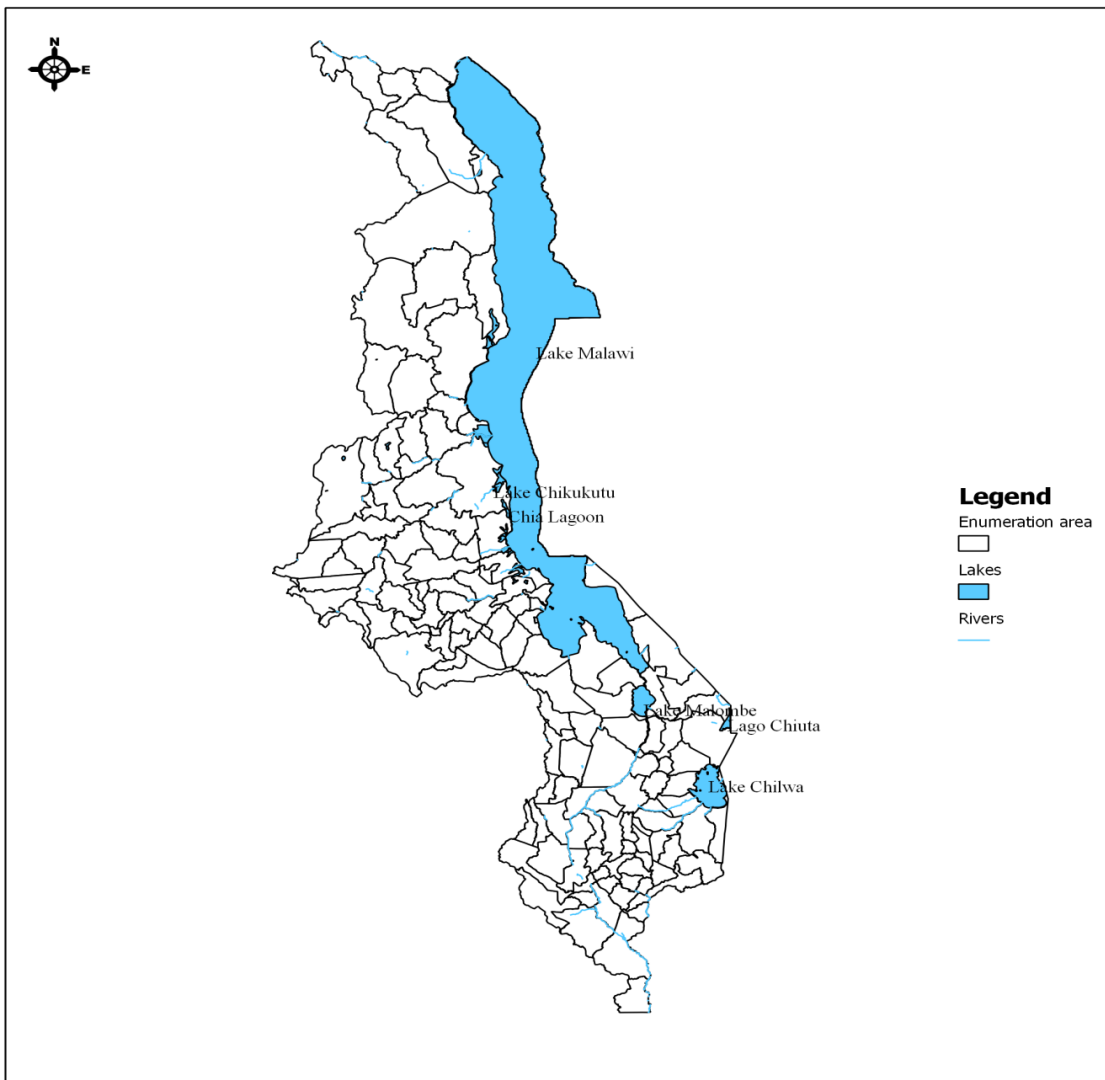 N
E
Lake Malawi
Lake Chikukutu
Chia Lagoon
Legend
Enumeration area
Lakes
Rivers
Lake Malombe
Lago Chiuta
Lake Chilwa